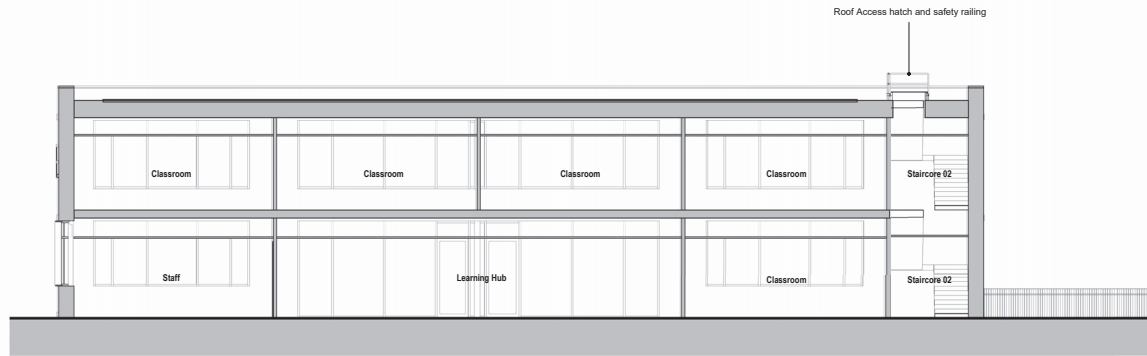 Roof Access hatch and safety railing
Classroom
Classroom
Classroom
Classroom
Staircore 02
Staff
Learning Hub
Classroom
Staircore 02